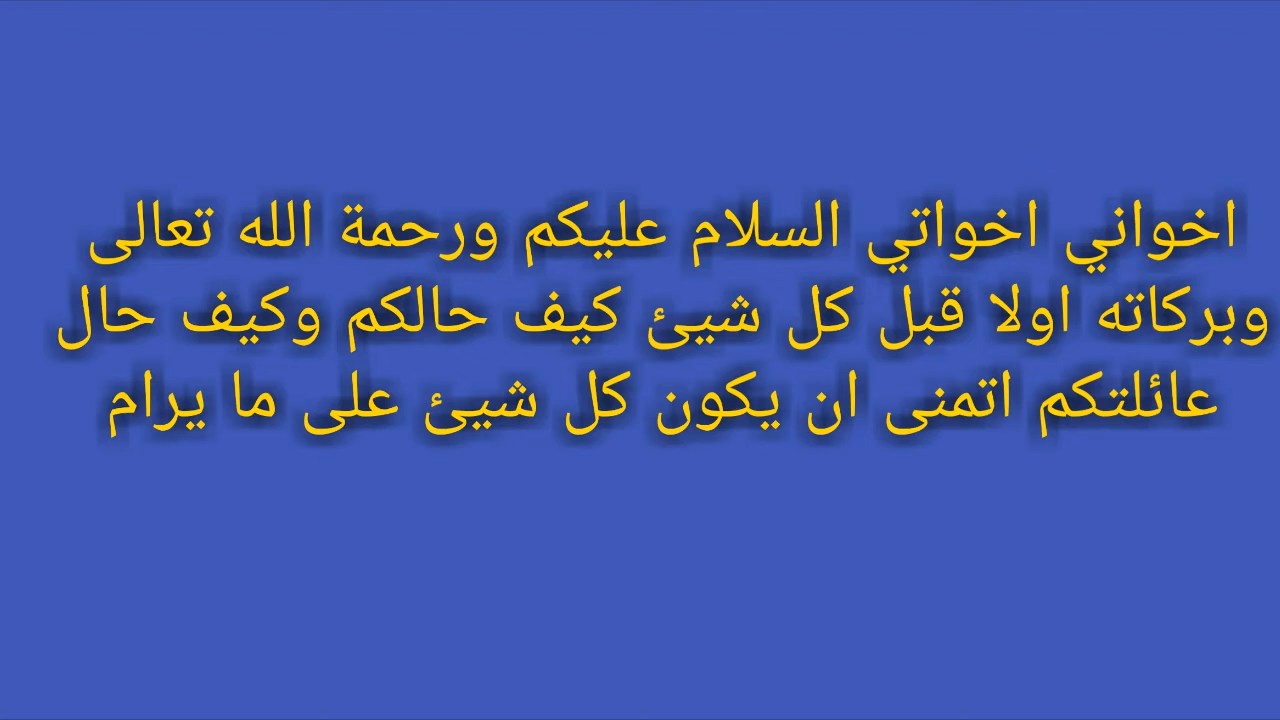 اخواني اخواتي السلام عليكم ورحمة الله تعالى
وبركاته اولا قبل كل شيئ كيف حالكم وكيف حال
عائلتكم اتمنى ان يكون كل شيئ على ما يرام